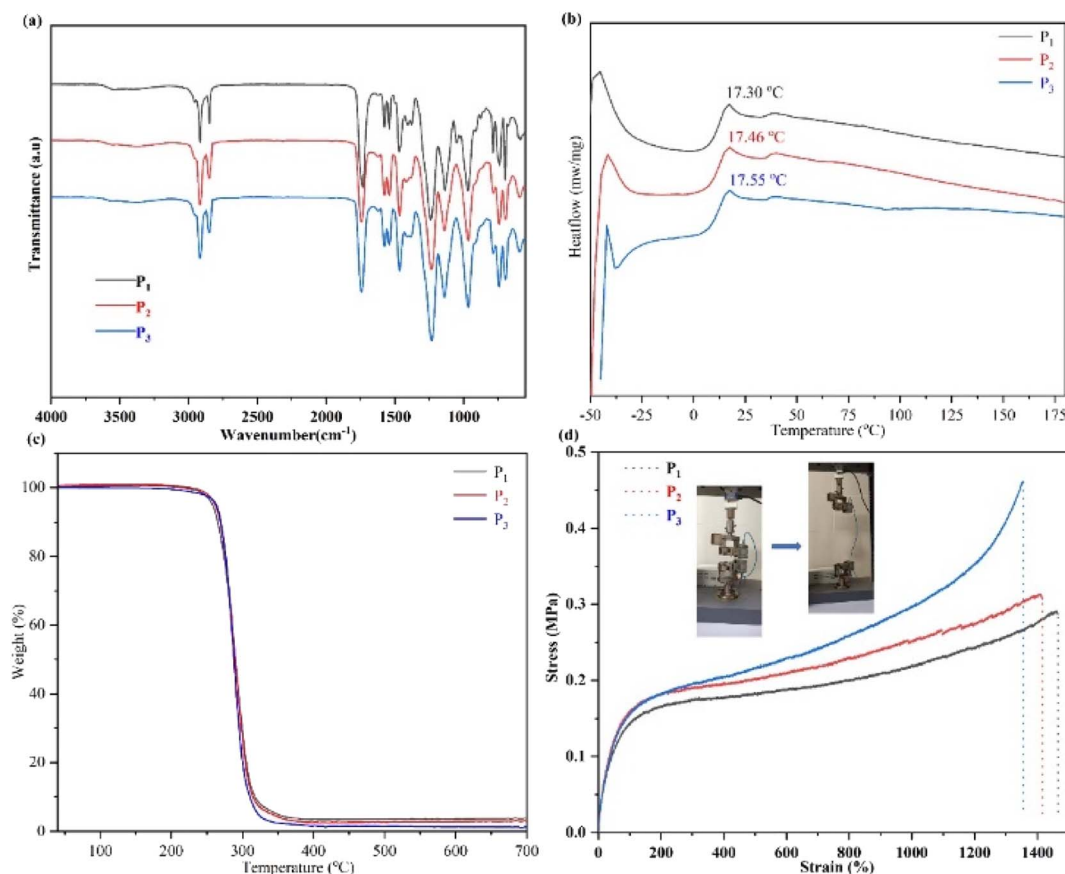 (a)
Transmittance (a.u)
P1
P2
P3
4000 3500 3000 2500 2000 1500 1000
Wavenumber(cm-1)
(b)
P1
P2
P3
17.30 °C
17.46 °C
17.55 °C
Heatflow (mw/mg)
-50 -25 0 25 50 75 100 125 150 175
Temperature (°C)
(c)
P1
P2
P3
100
80
60
40
20
0
Weight (%)
100 200 300 400 500 600 700
Temperature (°C)
(d)
P1
P2
P3
0.5
0.4
0.3
0.2
0.1
0.0
Stress (MPa)
0 200 400 600 800 1000 1200 1400
Strain (%)